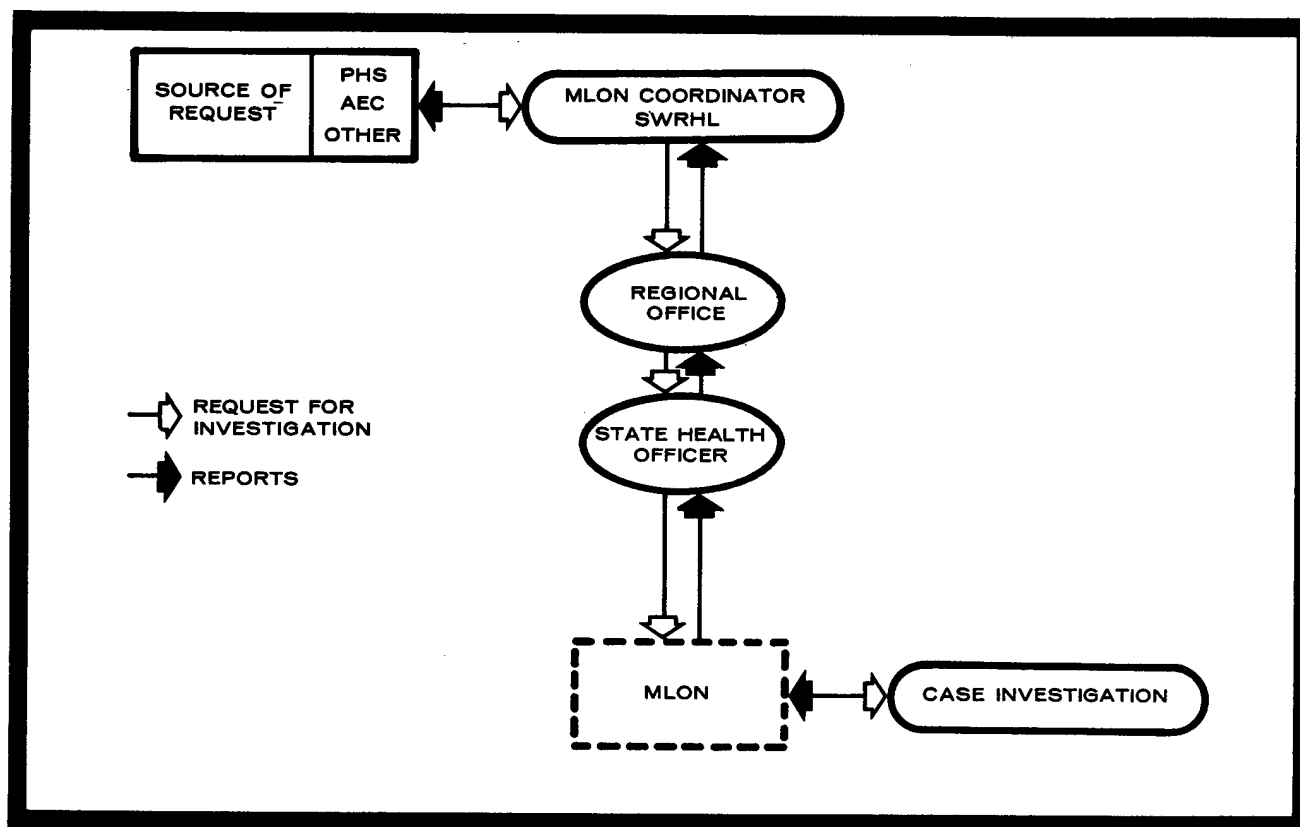 SOURCE OF
REQUEST
PHS
AEC
OTHER
MLON COORDINATOR
SWRHL
REGIONAL
OFFICE
STATE HEALTH
OFFICER
REQUEST FOR
INVESTIGATION
REPORTS
MLON
CASE INVESTIGATION